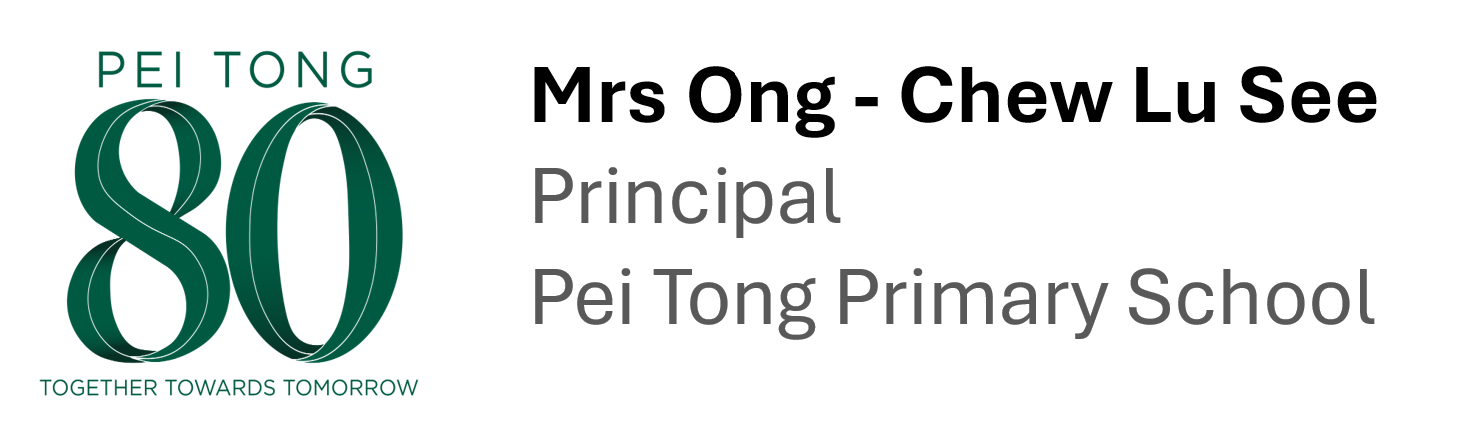 PEI TONG
80
TOGETHER TOWARDS TOMORROW
Mrs Ong - Chew Lu See
Principal
Pei Tong Primary School